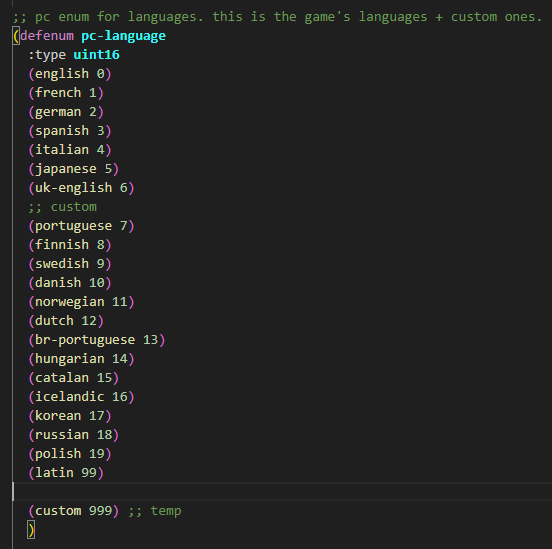 ;; pc enum for languages. this is the game's languages + custom ones.
(defenum pc-language
  :type uint16
  (english 0)
  (french 1)
  (german 2)
  (spanish 3)
  (italian 4)
  (japanese 5)
  (uk-english 6)
  ;; custom
  (portuguese 7)
  (finnish 8)
  (swedish 9)
  (danish 10)
  (norwegian 11)
  (dutch 12)
  (br-portuguese 13)
  (hungarian 14)
  (catalan 15)
  (icelandic 16)
  (korean 17)
  (russian 18)
  (polish 19)
  (latin 99)

  (custom 999) ;; temp
  )